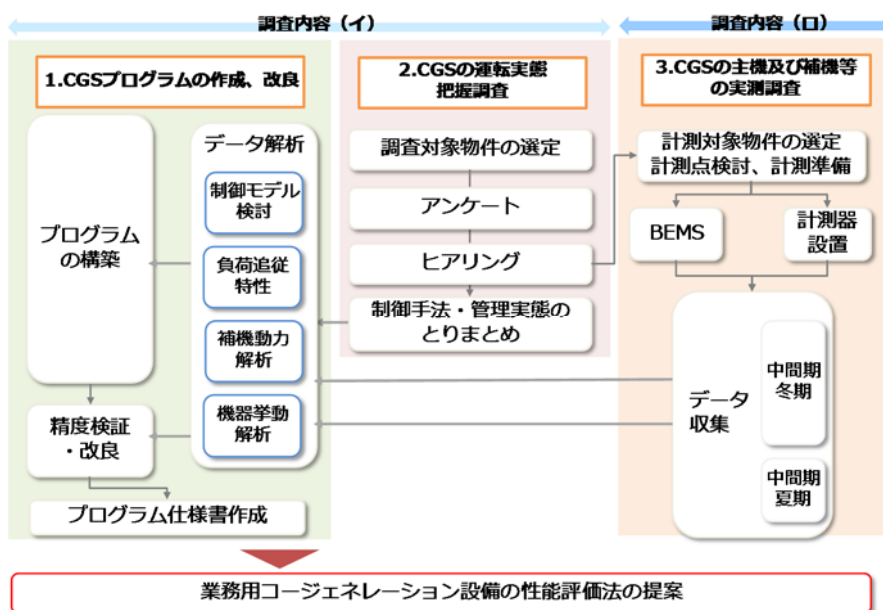 調査内容（イ）
調査内容（ロ）
1.CGSプログラムの作成、改良
プログラム
の構築
データ解析
制御モデル
検討
負荷追従
特性
補機動力
解析
機器挙動
解析
精度検証
・改良
プログラム仕様書作成
2.CGSの運転実態
把握調査
調査対象物件の選定
アンケート
ヒアリング
制御手法・管理実態の
とりまとめ
3.CGSの主機及び補機等
の実測調査
計測対象物件の選定
計測点検討、計測準備
BEMS
計測器
設置
データ
収集
中間期
冬期
中間期
夏期
業務用コージェネレーション設備の性能評価法の提案